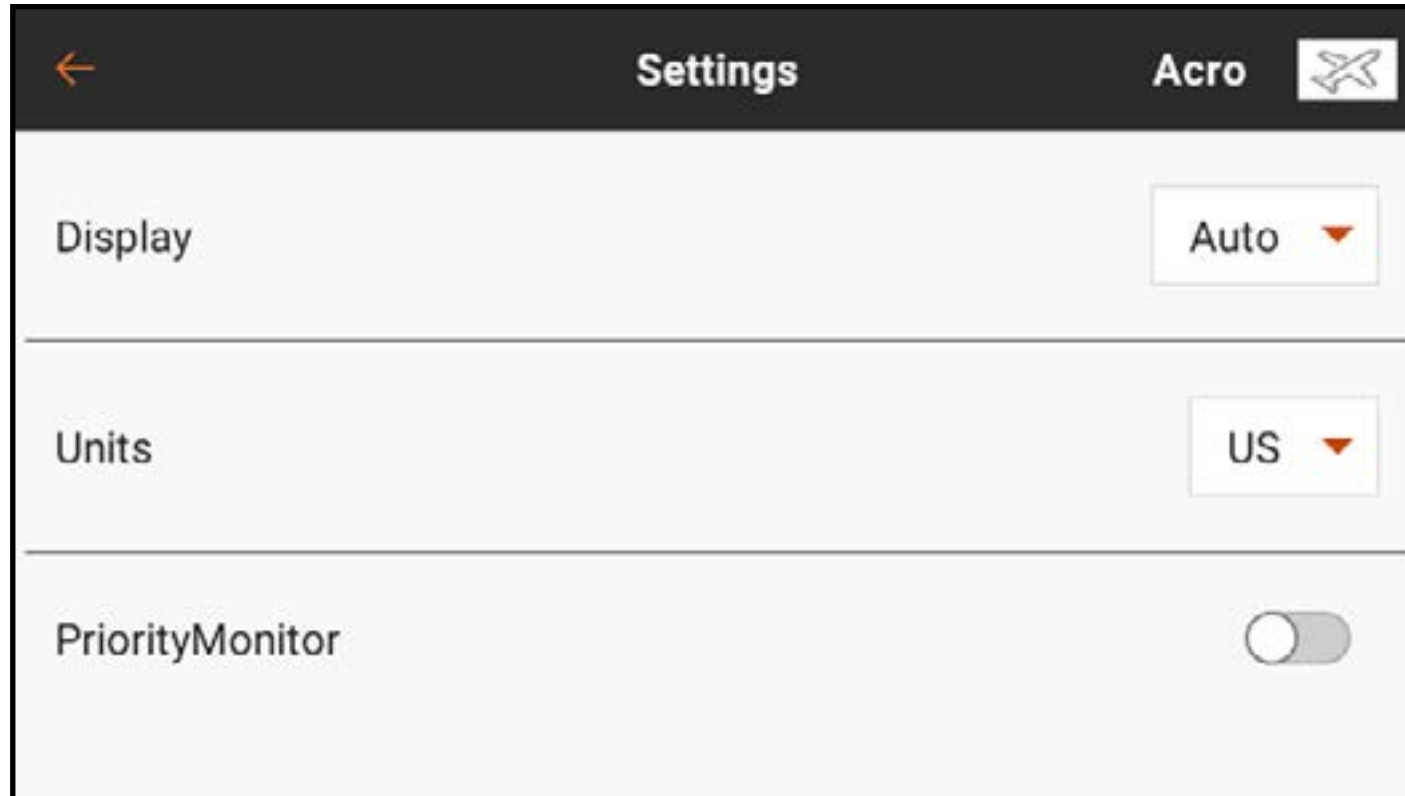 Settings
Acro
Display
Auto
Units
US
PriorityMonitor